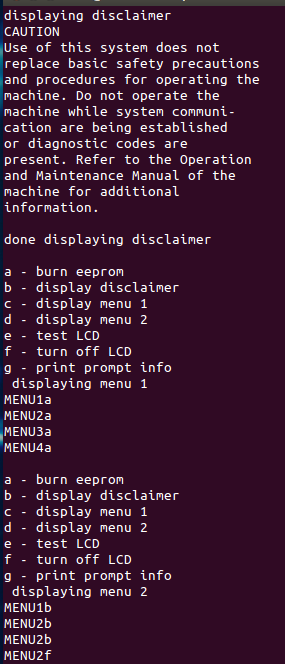 displaying disclaimer
CAUTION
Use of this system does not
replace basic safety precautions
and procedures for operating the
machine. Do not operate the
machine while system communi-
cation are being established
or diagnostic codes are
present. Refer to the Operation
and Maintenance Manual of the
machine for additional
information.

done displaying disclaimer

a - burn eeprom
b - display disclaimer
c - display menu 1
d - display menu 2
e - test LCD
f - turn off LCD
g - print prompt info
 displaying menu 1
MENU1a
MENU2a
MENU3a
MENU4a

a - burn eeprom
b - display disclaimer
c - display menu 1
d - display menu 2
e - test LCD
f - turn off LCD
g - print prompt info
 displaying menu 2
MENU1b
MENU2b
MENU2b
MENU2f